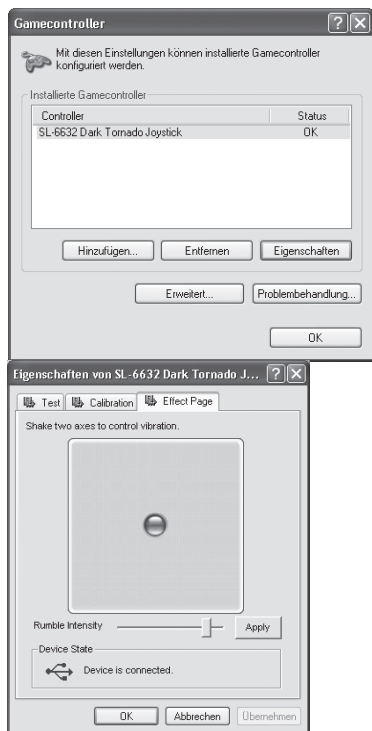 Gamecontroller
Mit diesen Einstellungen können installierte Gamecontroller
konfiguriert werden.
Installierte Gamecontroller
Controller Status
SL-6632 Dark Tornado Joystick OK
Hinzufügen... Entfernen Eigenschaften
Erweitert... Problembehandlung...
OK
Eigenschaften von SL-6632 Dark Tornado J...
Test Calibration Effect Page
Shake two axes to control vibration.
Rumble Intensity Apply
Device State
Device is connected.
OK Abbrechen Übernehmen